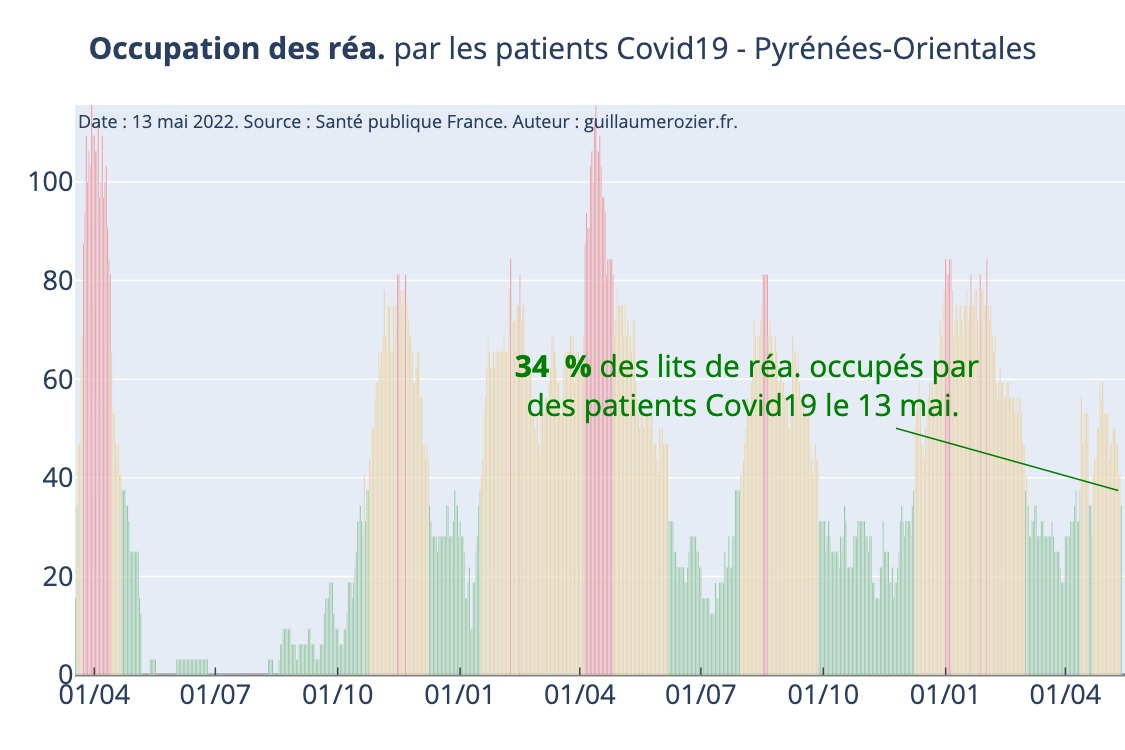 Occupation des réa. par les patients Covid19 - Pyrénées-Orientales
Date : 13 mai 2022. Source : Santé publique France. Auteur : guillaumerozier.fr.
100
80
60
40
20
0
34  % des lits de réa. occupés par
des patients Covid19 le 13 mai.
01/04 01/07 01/10 01/01 01/04 01/07 01/10 01/01 01/04